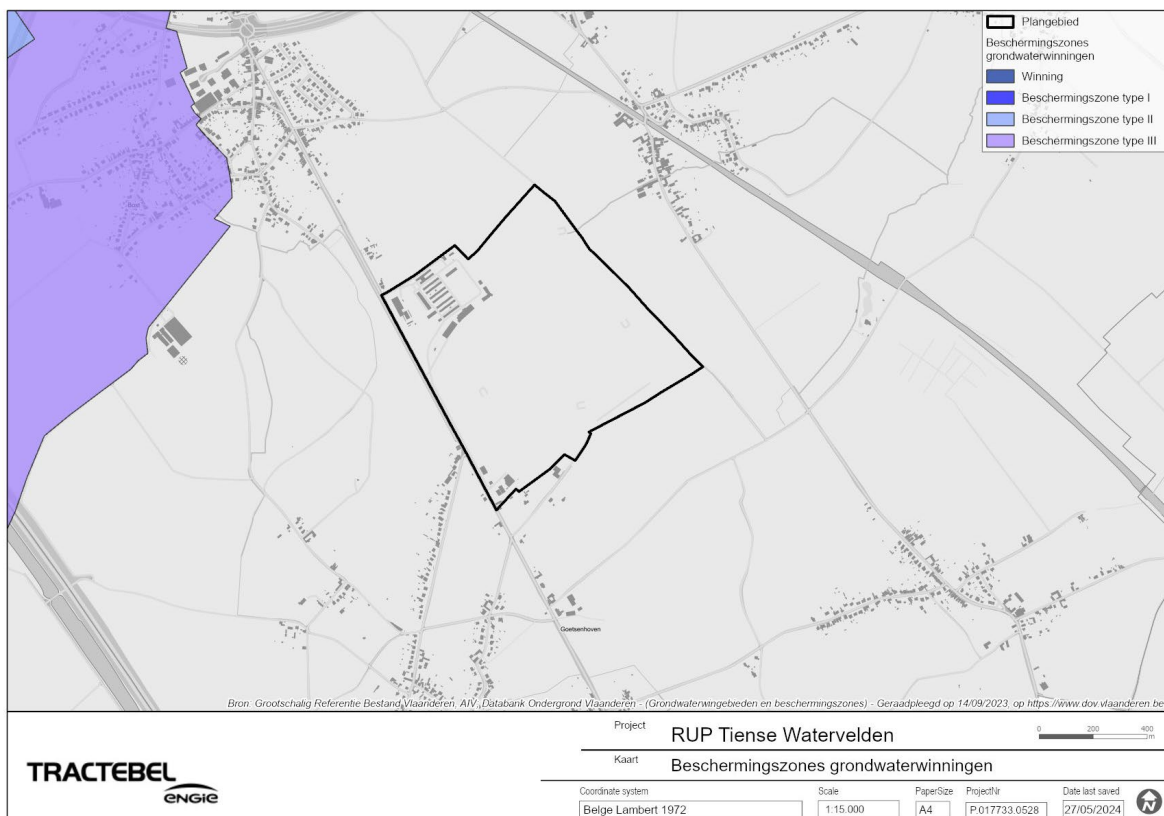 Plangebied
Beschermingszones
grondwaterwinningen
Winning
Beschermingszone type I
Beschermingszone type II
Beschermingszone type III
Bost
Goetsenhoven
Bron: Grootschalig Referentie Bestand Vlaanderen, AIV, Databank Ondergrond Vlaanderen - (Grondwaterwingebieden en beschermingszones) - Geraadpleegd op 14/09/2023, op https://www.dov.vlaanderen.be
Project
RUP Tiense Watervelden
0 200 400
m
Kaart
Beschermingszones grondwaterwinningen
TRACTEBEL
ENGIE
Coordinate system
Scale
PaperSize
ProjectNr
Date last saved
Belge Lambert 1972
1:15.000
A4
P.017733.0528
27/05/2024
N